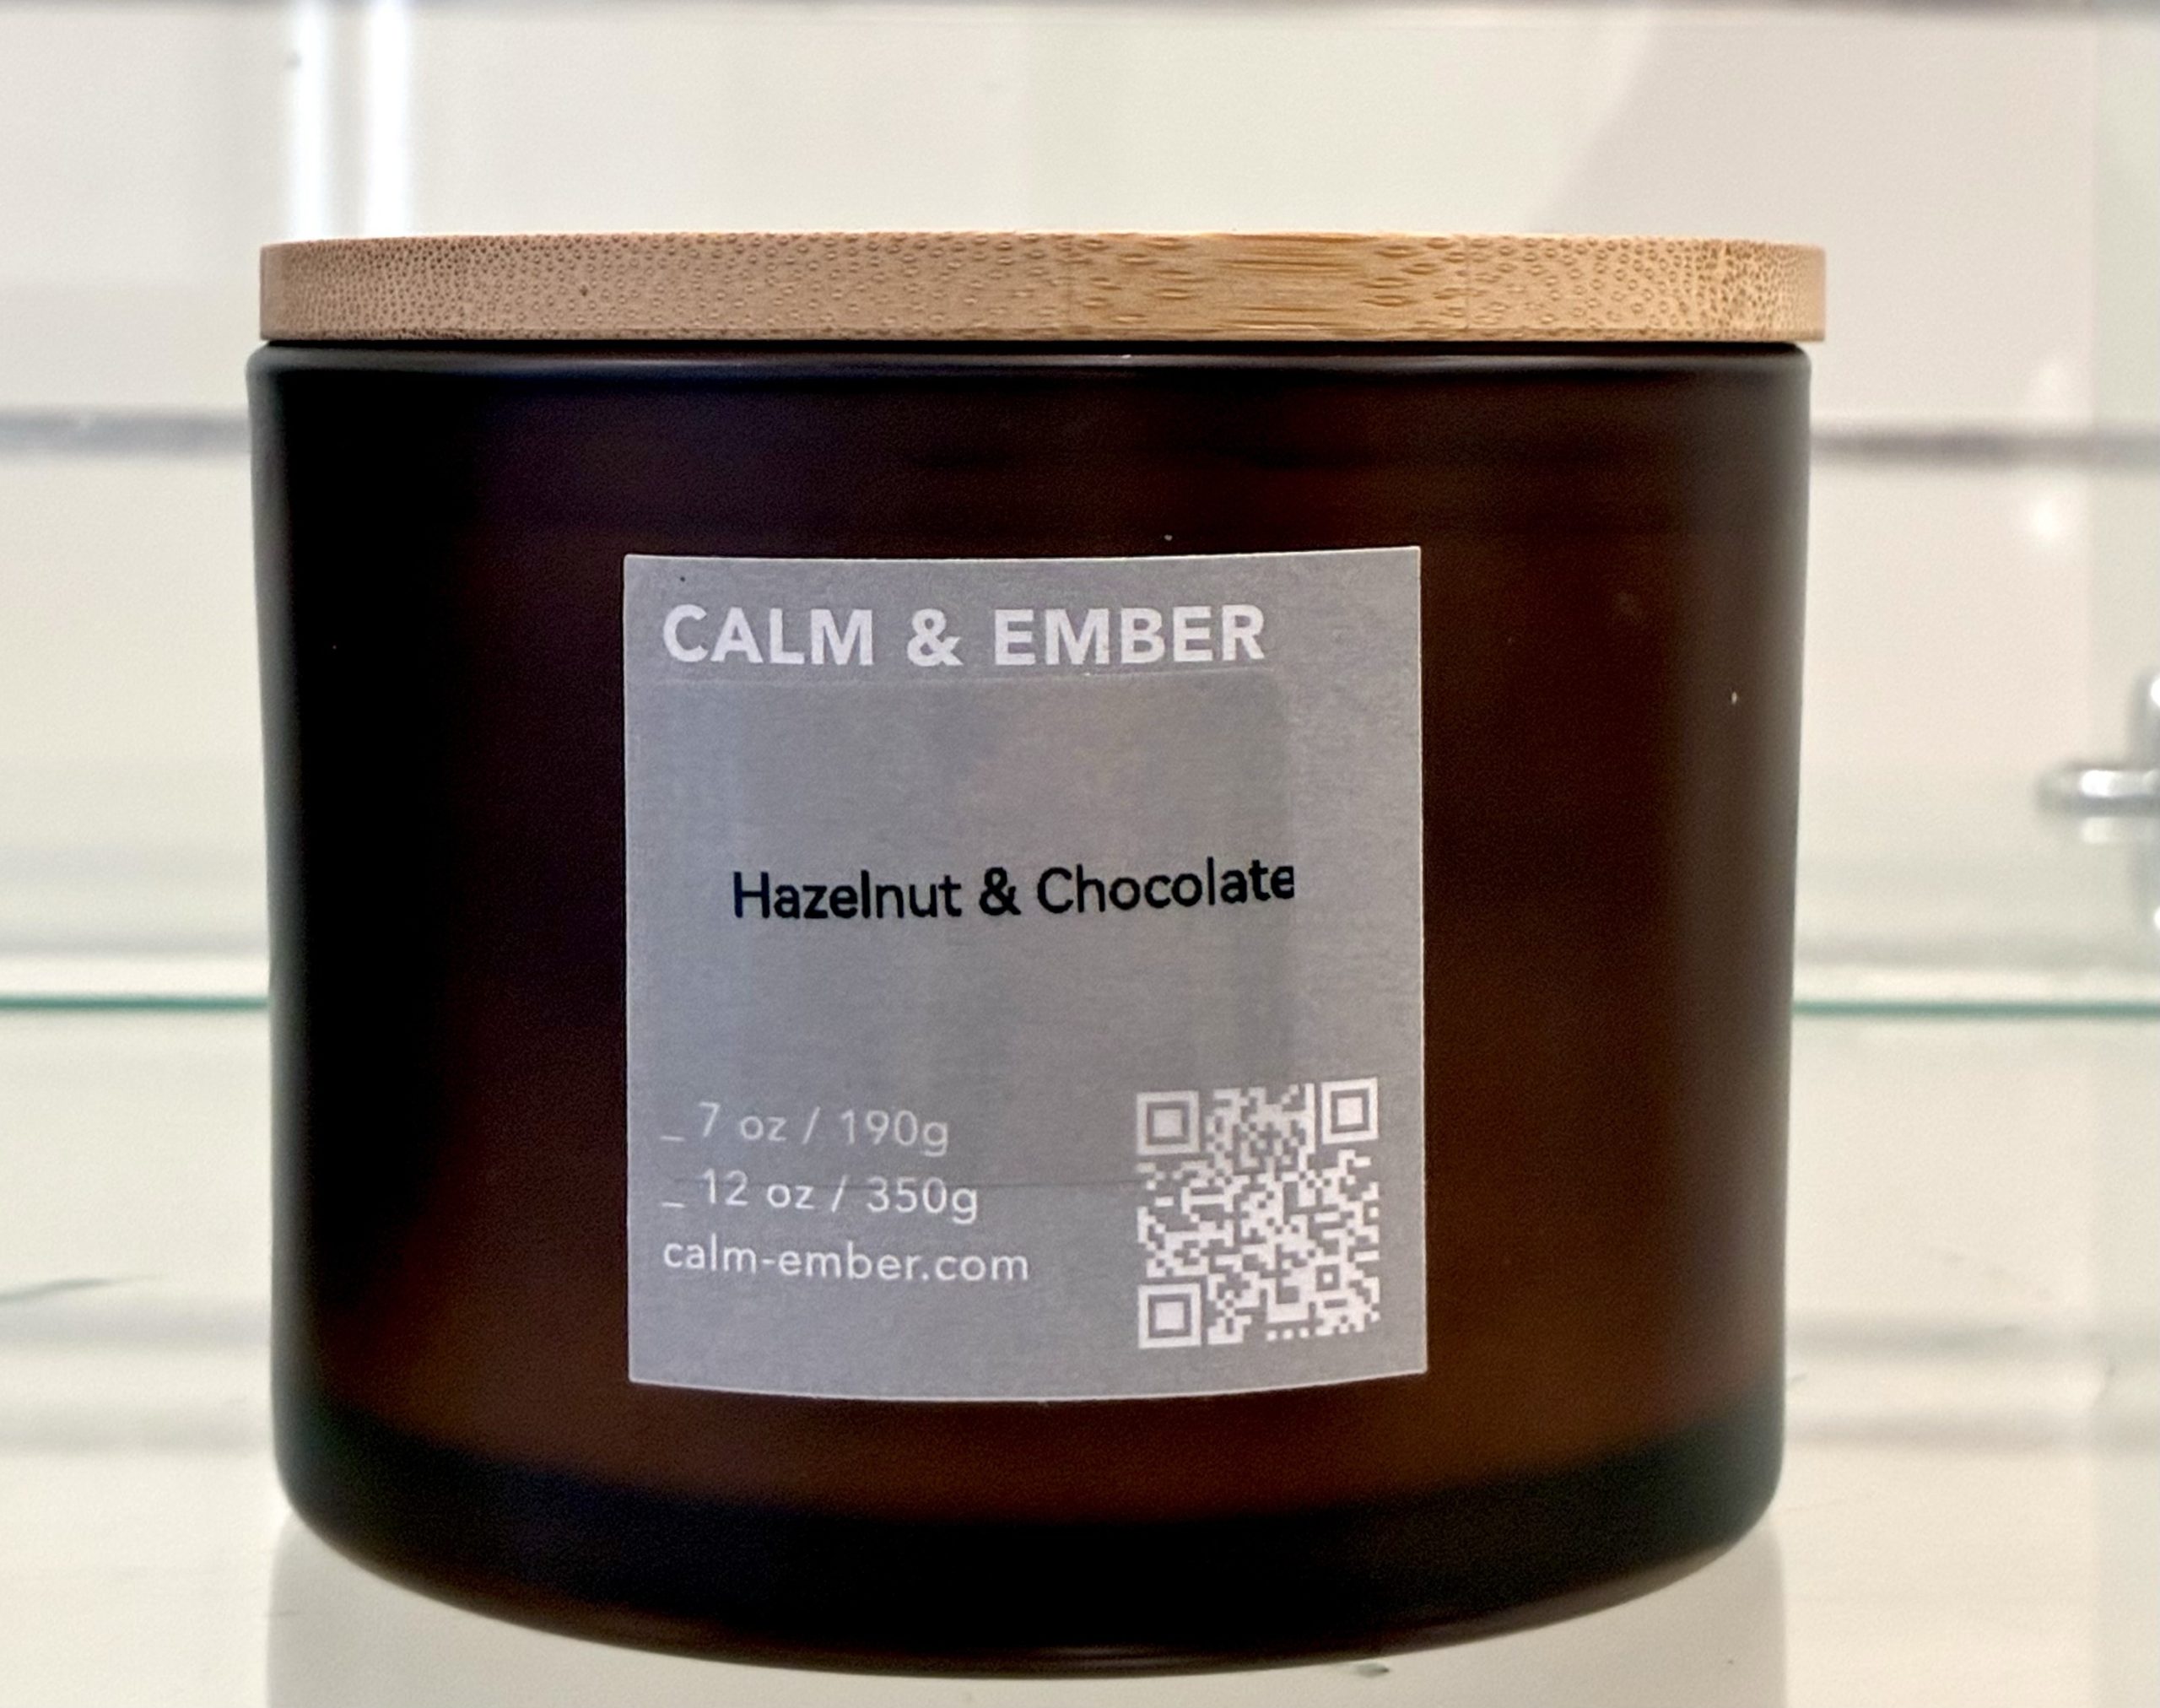 CALM & EMBER
Hazelnut & Chocolate
_ 7 oz / 190g
_ 12 oz / 350g
calm-ember.com